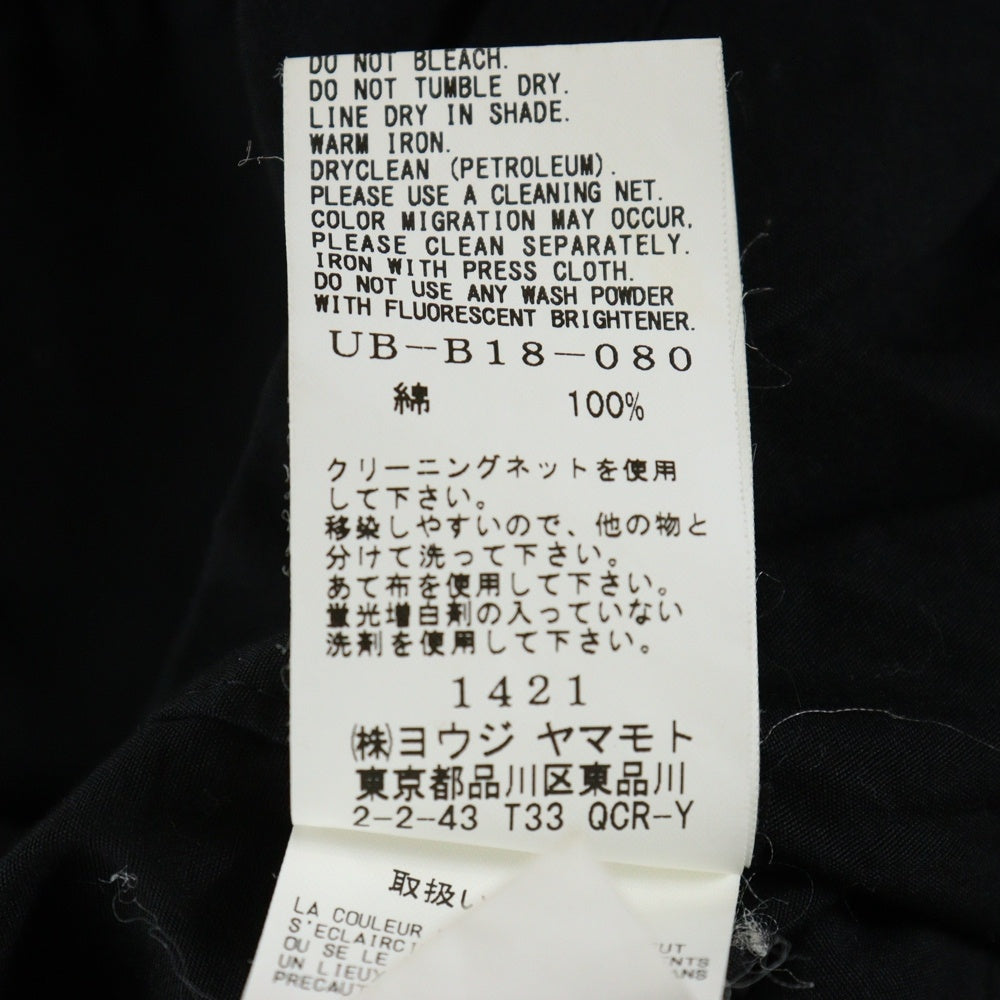 DO NOT BLEACH.
DO NOT TUMBLE DRY.
LINE DRY IN SHADE.
WARM IRON.
DRYCLEAN (PETROLEUM).
PLEASE USE A CLEANING NET.
COLOR MIGRATION MAY OCCUR.
PLEASE CLEAN SEPARATELY.
IRON WITH PRESS CLOTH.
DO NOT USE ANY WASH POWDER
WITH FLUORESCENT BRIGHTENER.
UB-B18-080
綿 100%
クリーニングネットを使用
して下さい。
移染しやすいので、他の物と
分けて洗って下さい。
あて布を使用して下さい。
蛍光増白剤の入っていない
洗剤を使用して下さい。
1421
㈱ヨウジ ヤマモト
東京都品川区東品川
2-2-43 T33 QCR-Y
取扱い
LA COULEUR
S'ECLAIRCI
OU SE LE
UN LIEUX
PRECAUT